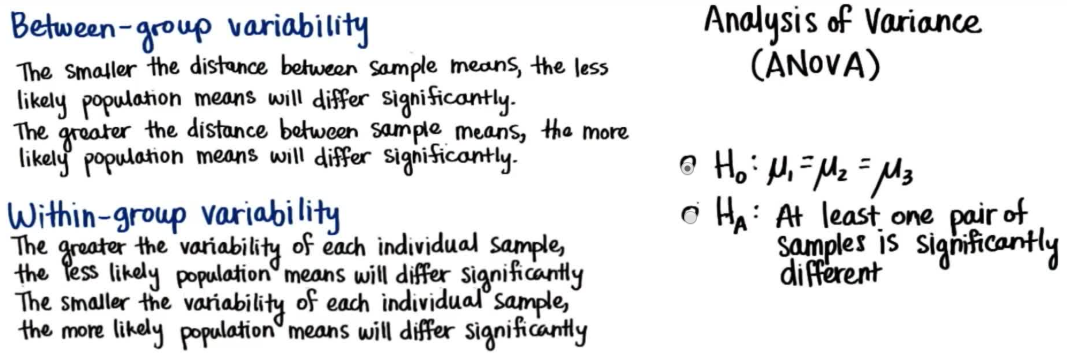 Between-group variability
The smaller the distance between sample means, the less
likely population means will differ significantly.
The greater the distance between sample means, the more
likely population means will differ significantly.
Within-group variability
The greater the variability of each individual sample,
the less likely population means will differ significantly
The smaller the variability of each individual sample,
the more likely population means will differ significantly
Analysis of Variance
(ANOVA)
H₀: μ₁ = μ₂ = μ₃
H_A: At least one pair of
samples is significantly
different